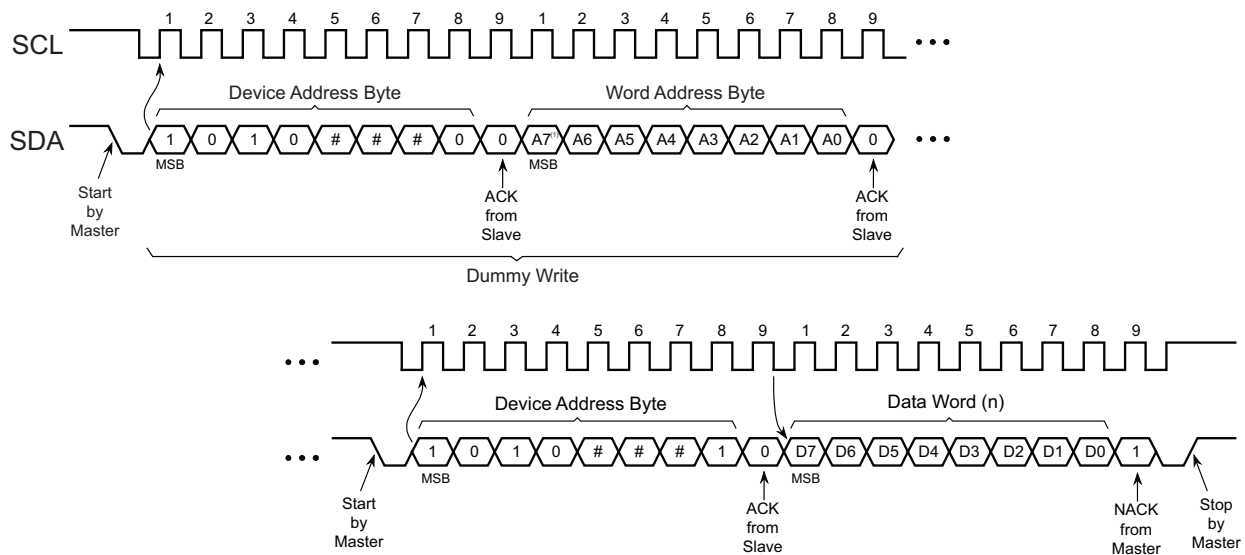 1 2 3 4 5 6 7 8 9 1 2 3 4 5 6 7 8 9
SCL
Device Address Byte Word Address Byte
SDA 1 0 1 0 # # # 0 0 A7(1) A6 A5 A4 A3 A2 A1 A0 0
MSB MSB
Start
by
Master
ACK
from
Slave
ACK
from
Slave
Dummy Write
1 2 3 4 5 6 7 8 9 1 2 3 4 5 6 7 8 9
Device Address Byte Data Word (n)
1 0 1 0 # # # 1 0 D7 D6 D5 D4 D3 D2 D1 D0 1
MSB MSB
Start
by
Master
ACK
from
Slave
NACK
from
Master
Stop
by
Master